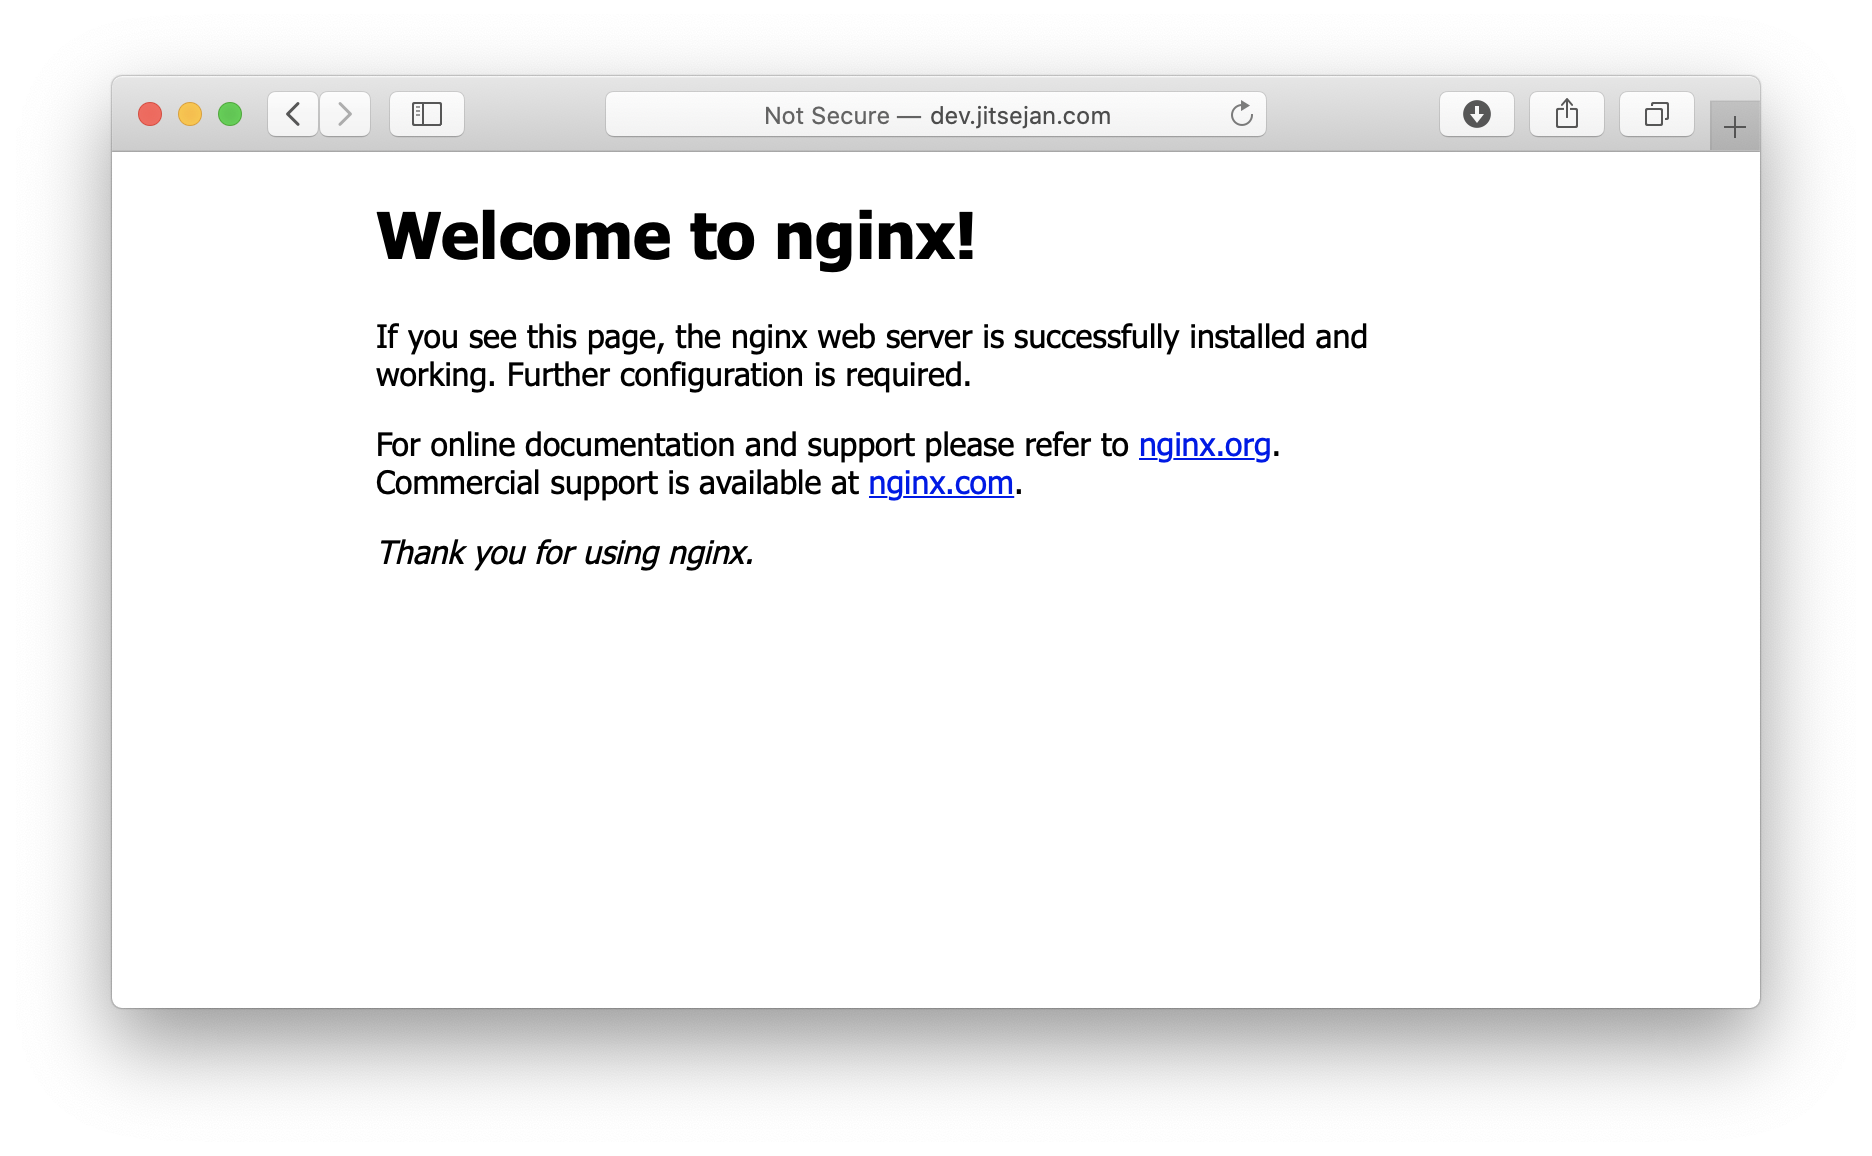 Not Secure — dev.jitsejan.com
Welcome to nginx!
If you see this page, the nginx web server is successfully installed and
working. Further configuration is required.
For online documentation and support please refer to nginx.org.
Commercial support is available at nginx.com.
Thank you for using nginx.